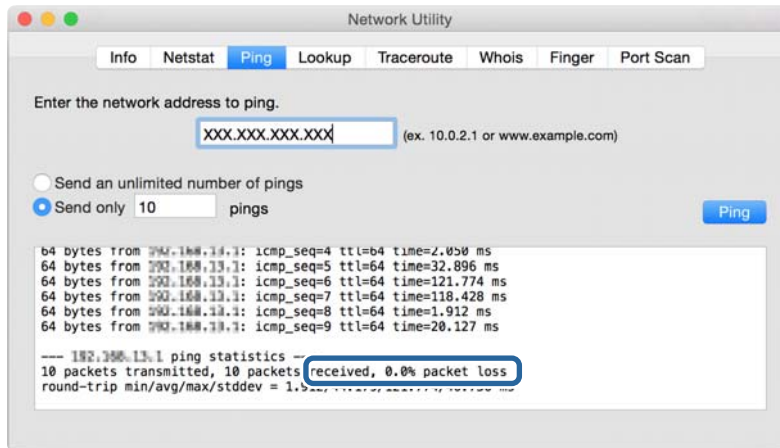 Network Utility
Info Netstat Ping Lookup Traceroute Whois Finger Port Scan
Enter the network address to ping.
XXX.XXX.XXX.XXX (ex. 10.0.2.1 or www.example.com)
Send an unlimited number of pings
Send only 10 pings
Ping
64 bytes from icmp_seq=4 ttl=64 time=2.050 ms
64 bytes from icmp_seq=5 ttl=64 time=32.896 ms
64 bytes from icmp_seq=6 ttl=64 time=121.774 ms
64 bytes from icmp_seq=7 ttl=64 time=118.428 ms
64 bytes from icmp_seq=8 ttl=64 time=1.912 ms
64 bytes from icmp_seq=9 ttl=64 time=20.127 ms
--- ping statistics --
10 packets transmitted, 10 packets received, 0.0% packet loss
round-trip min/avg/max/stddev = ms